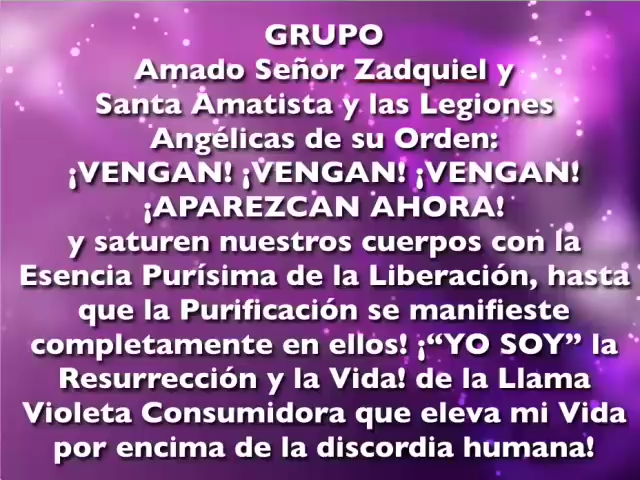 GRUPO
Amado Señor Zadquiel y
Santa Amatista y las Legiones
Angélicas de su Orden:
¡VENGAN! ¡VENGAN! ¡VENGAN!
¡APAREZCAN AHORA!
y saturen nuestros cuerpos con la
Esencia Purísima de la Liberación, hasta
que la Purificación se manifieste
completamente en ellos! ¡“YO SOY” la
Resurrección y la Vida! de la Llama
Violeta Consumidora que eleva mi Vida
por encima de la discordia humana!